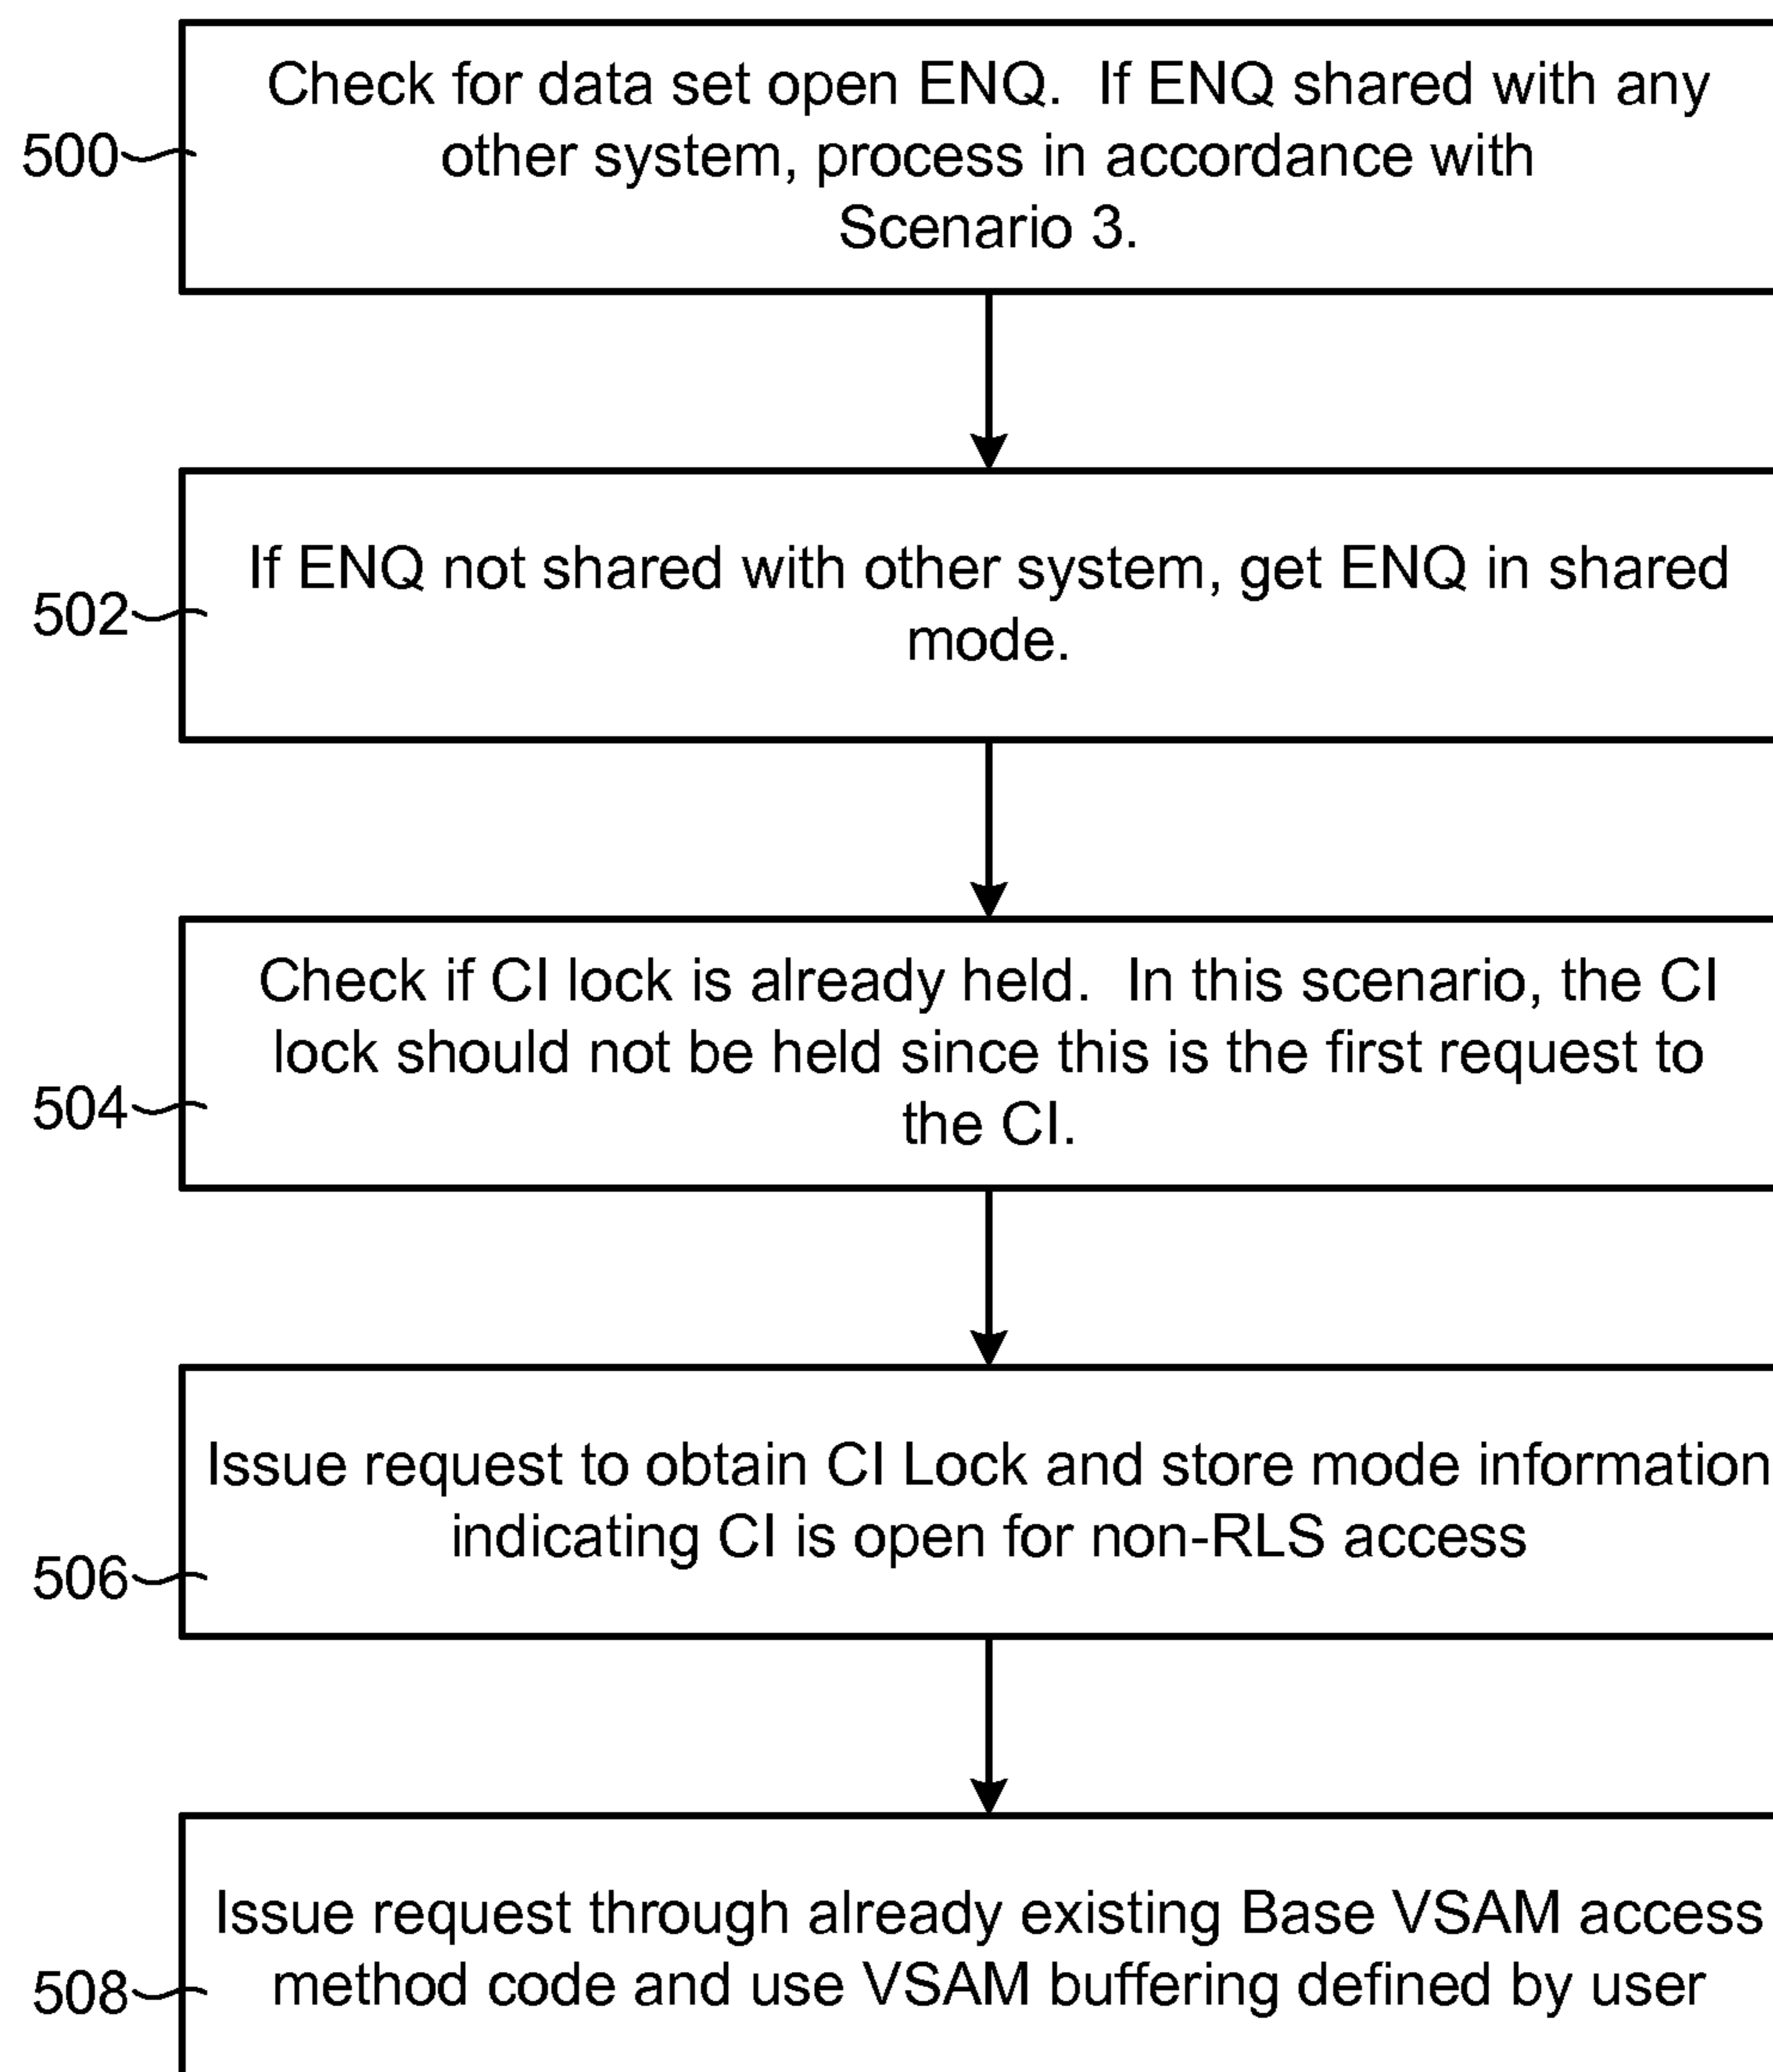 Check for data set open ENQ. If ENQ shared with any
500 other system, process in accordance with
Scenario 3.
If ENQ not shared with other system, get ENQ in shared
502
mode.
Check if CI lock is already held. In this scenario, the CI
lock should not be held since this is the first request to
504
the CI.
Issue request to obtain CI Lock and store mode information
indicating CI is open for non-RLS access
506
Issue request through already existing Base VSAM access
508 method code and use VSAM buffering defined by user